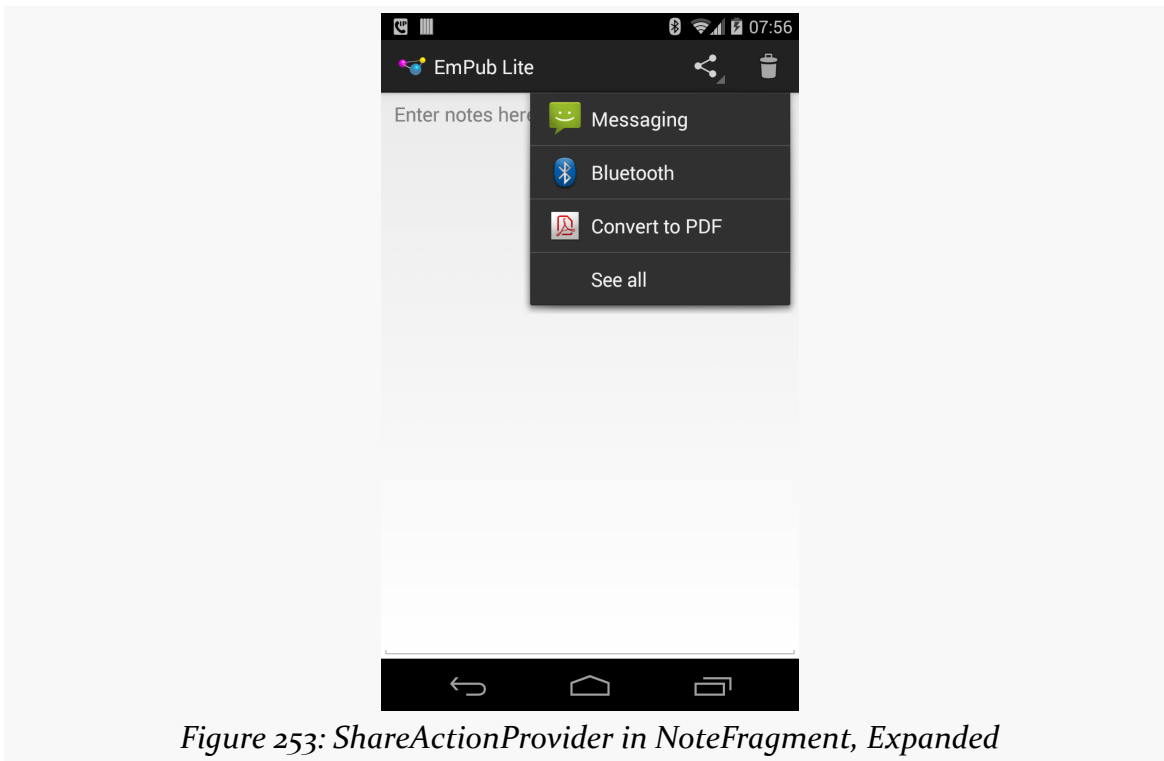 07:56
EmPub Lite
Enter notes here
Messaging
Bluetooth
Convert to PDF
See all
Figure 253: ShareActionProvider in NoteFragment, Expanded